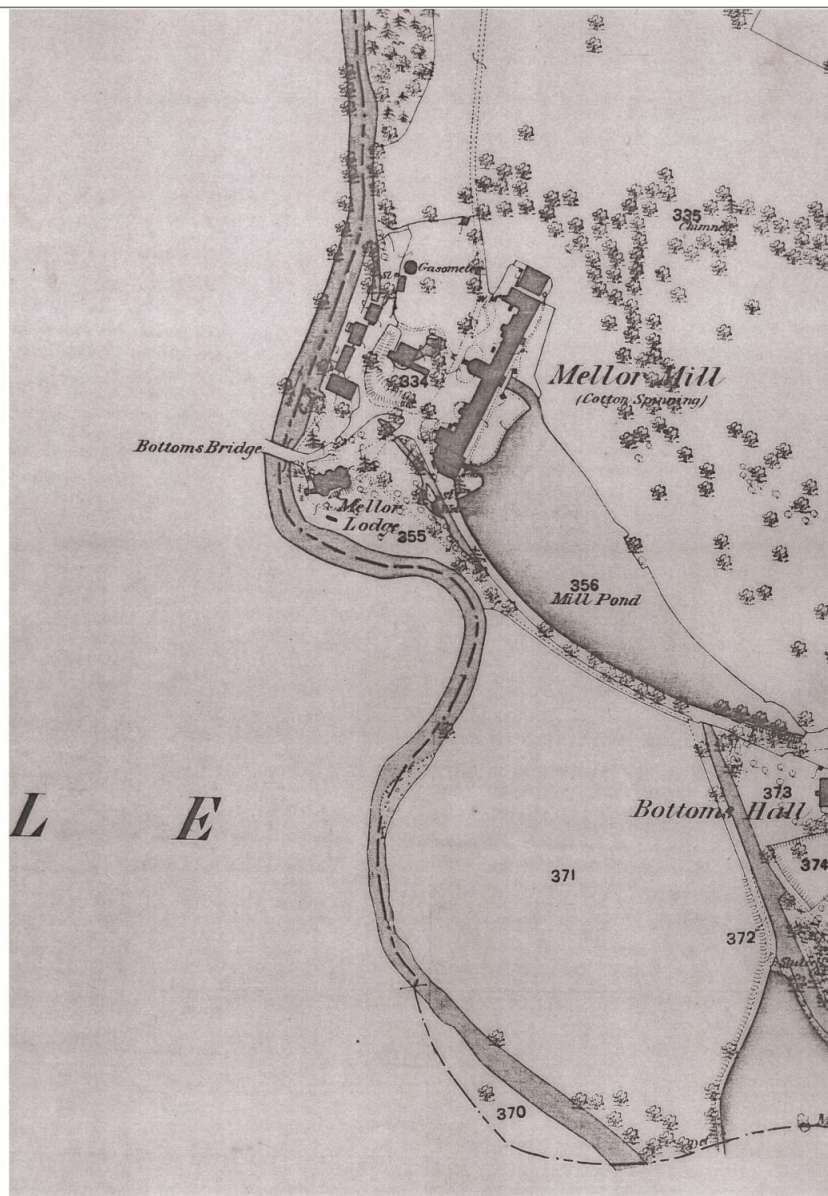 335
Chimney
Gasometer
Mellor Mill
(Cotton Spinning)
334
Bottoms Bridge
Mellor
Lodge
355
356
Mill Pond
373
Bottoms Hall
L E
374
371
372
370